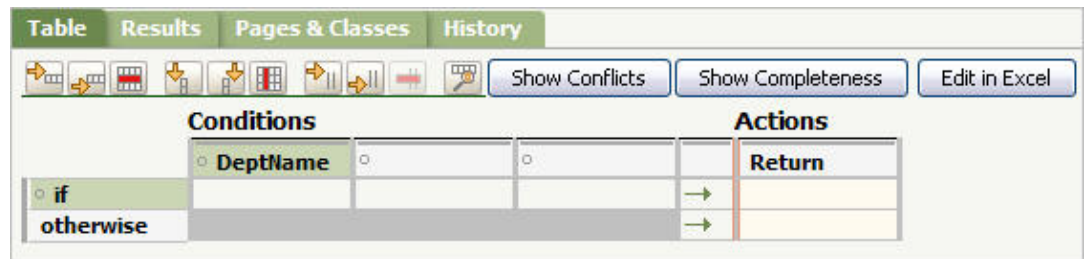 Table Results Pages & Classes History
Show Conflicts Show Completeness Edit in Excel
Conditions Actions
DeptName Return
if
otherwise